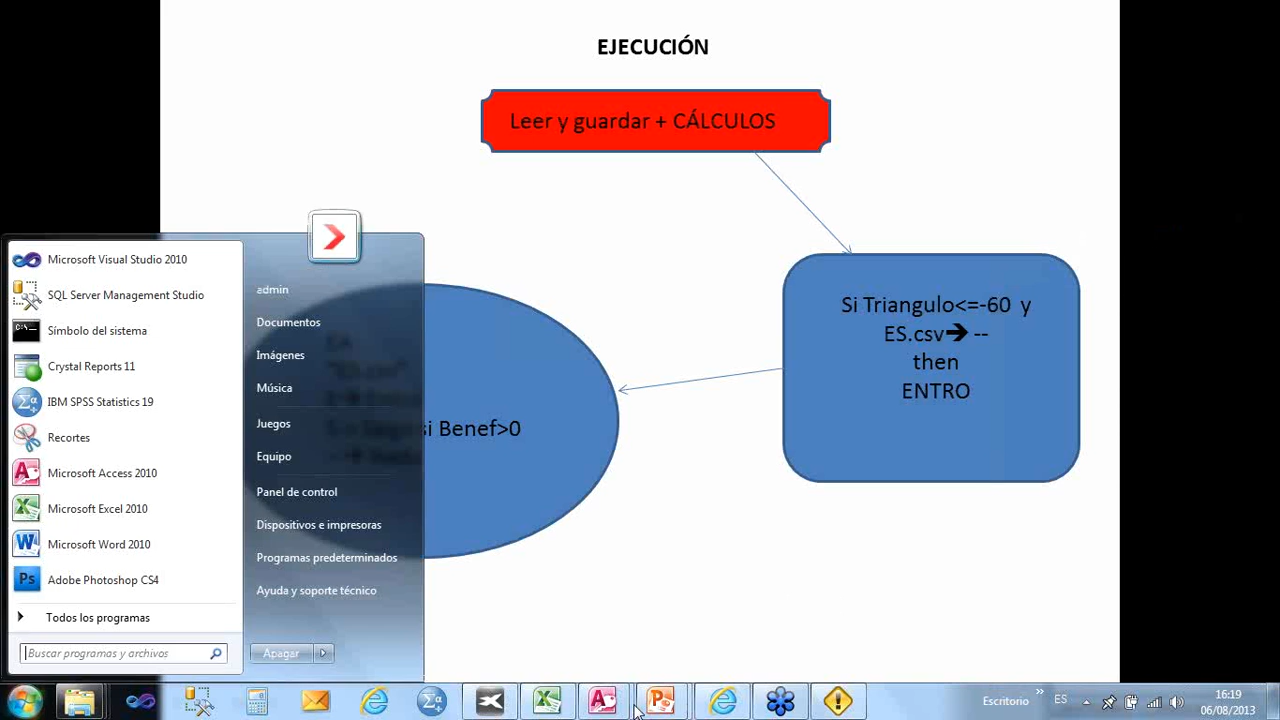 EJECUCIÓN
Leer y guardar + CÁLCULOS
Si Triangulo<=-60 y
ES.csv➔ --
then
ENTRO
si Benef>0
Microsoft Visual Studio 2010
SQL Server Management Studio
Símbolo del sistema
Crystal Reports 11
IBM SPSS Statistics 19
Recortes
Microsoft Access 2010
Microsoft Excel 2010
Microsoft Word 2010
Adobe Photoshop CS4
Todos los programas
Buscar programas y archivos
admin
Documentos
Imágenes
Música
Juegos
Equipo
Panel de control
Dispositivos e impresoras
Programas predeterminados
Ayuda y soporte técnico
Apagar
Escritorio
ES
16:19
06/08/2013